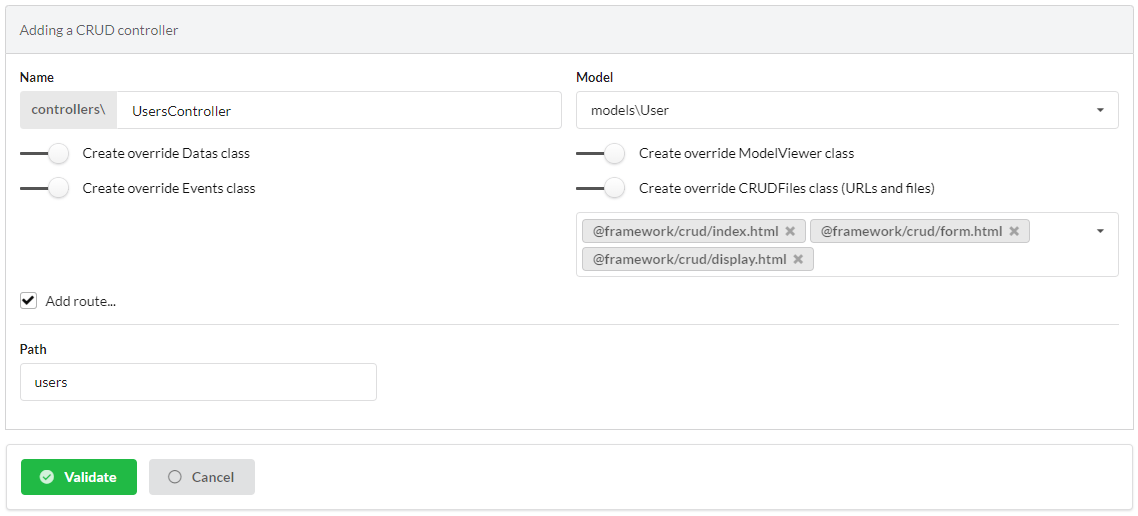 Adding a CRUD controller
Name
Model
controllers\ UsersController
models\User
Create override Datas class
Create override ModelViewer class
Create override Events class
Create override CRUDFiles class (URLs and files)
@framework/crud/index.html @framework/crud/form.html
@framework/crud/display.html
Add route...
Path
users
Validate
Cancel